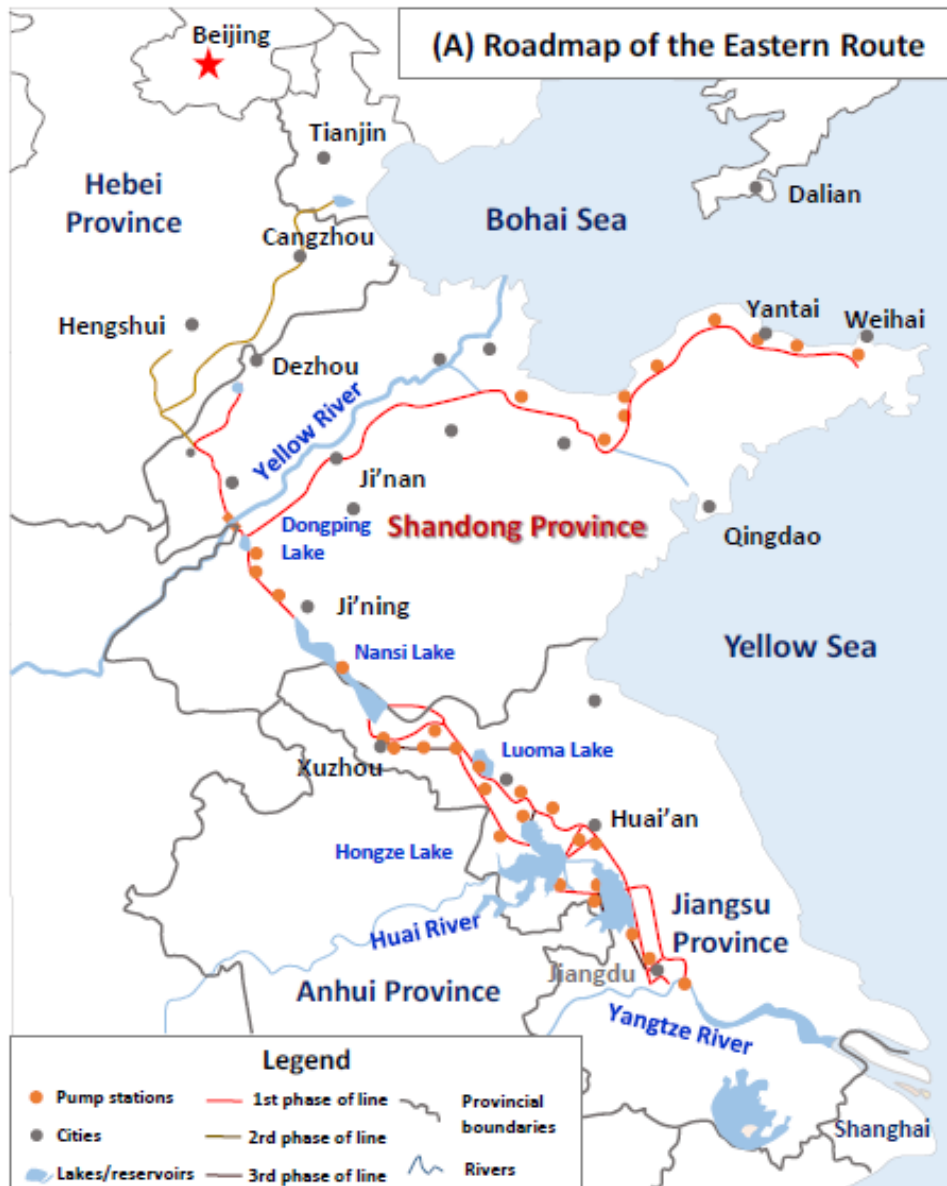 Beijing
(A) Roadmap of the Eastern Route
Tianjin
Hebei
Province
Dalian
Bohai Sea
Cangzhou
Hengshui
Yantai
Weihai
Dezhou
Yellow River
Ji'nan
Dongping
Lake
Shandong Province
Qingdao
Ji'ning
Nansi Lake
Yellow Sea
Xuzhou
Luoma Lake
Huai'an
Hongze Lake
Huai River
Jiangsu
Province
Jiangdu
Anhui Province
Yangtze River
Shanghai
Legend
Pump stations
1st phase of line
Provincial
boundaries
Cities
2rd phase of line
Lakes/reservoirs
3rd phase of line
Rivers